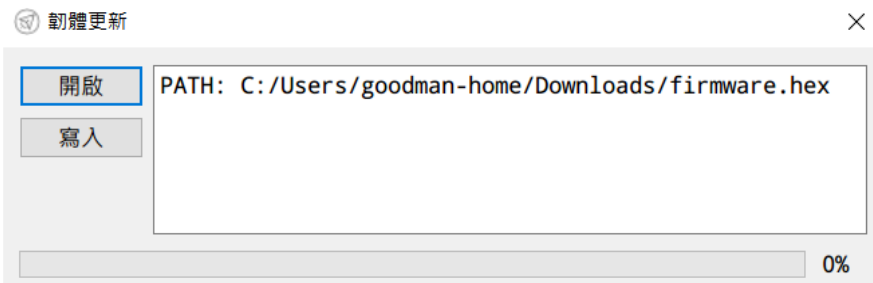 韌體更新
開啟
PATH: C:/Users/goodman-home/Downloads/firmware.hex
寫入
0%